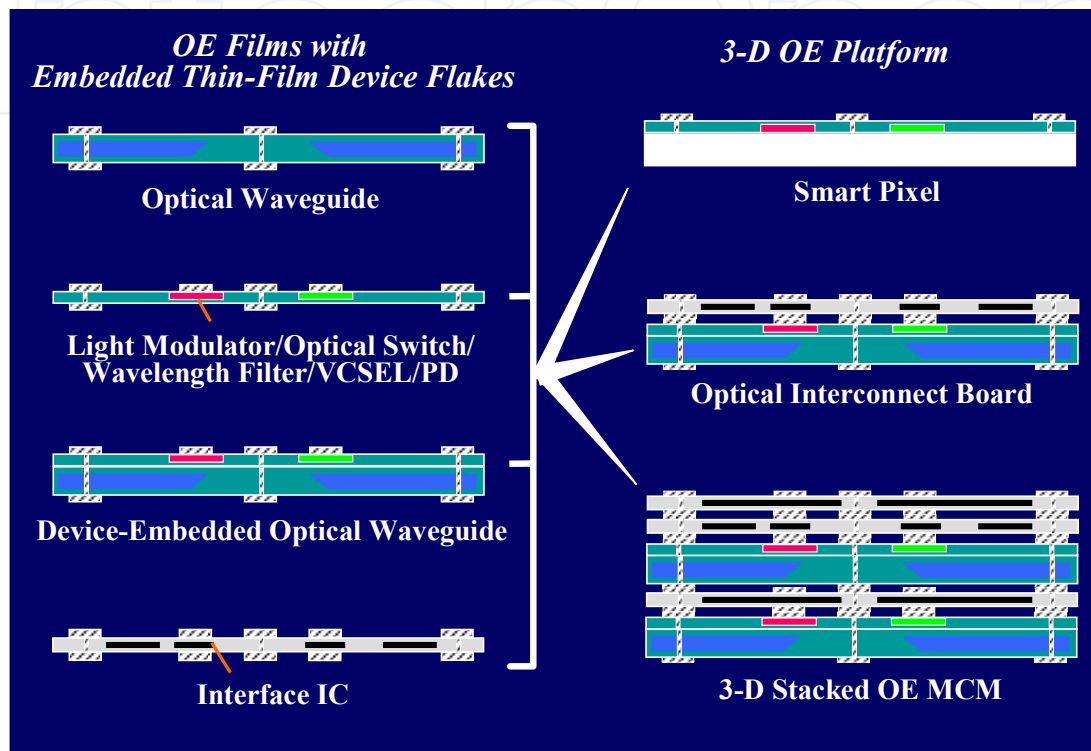 OE Films with
Embedded Thin-Film Device Flakes
Optical Waveguide
Light Modulator/Optical Switch/
Wavelength Filter/VCSEL/PD
Device-Embedded Optical Waveguide
Interface IC
3-D OE Platform
Smart Pixel
Optical Interconnect Board
3-D Stacked OE MCM